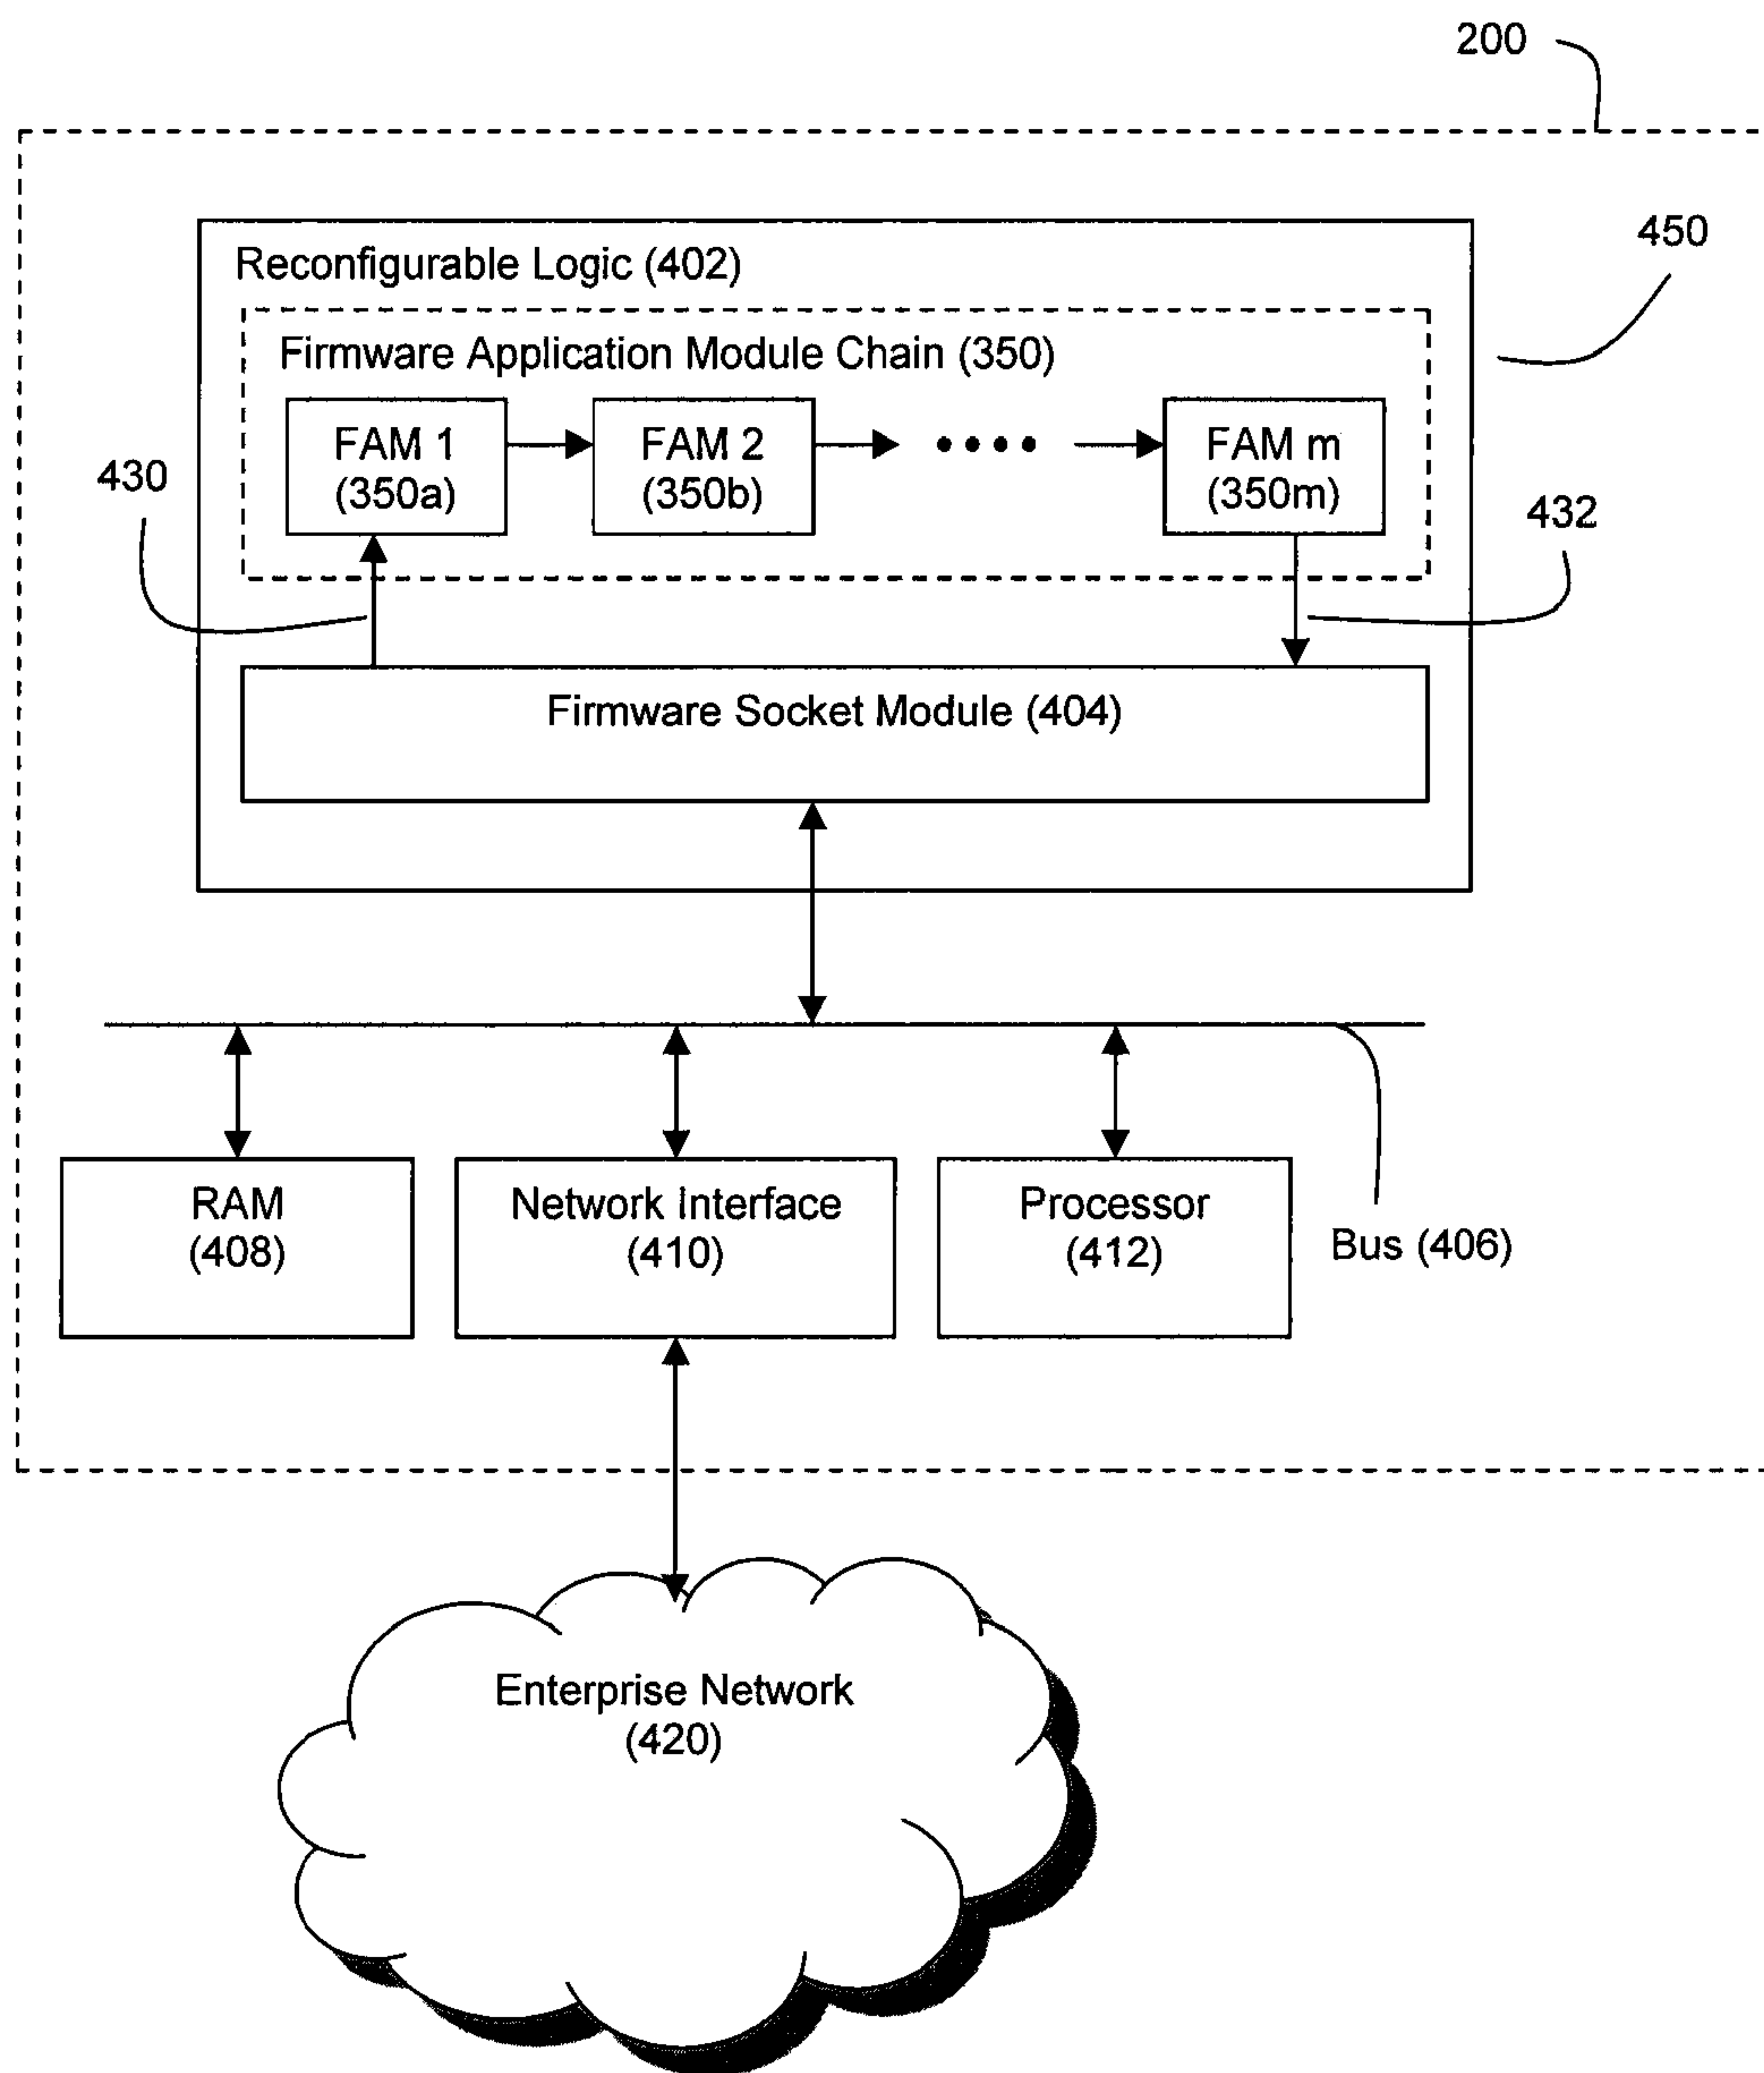 200
450
Reconfigurable Logic (402)
Firmware Application Module Chain (350)
FAM 1
(350a)
FAM 2
(350b)
FAM m
(350m)
430
432
Firmware Socket Module (404)
RAM
(408)
Network Interface
(410)
Processor
(412)
Bus (406)
Enterprise Network
(420)